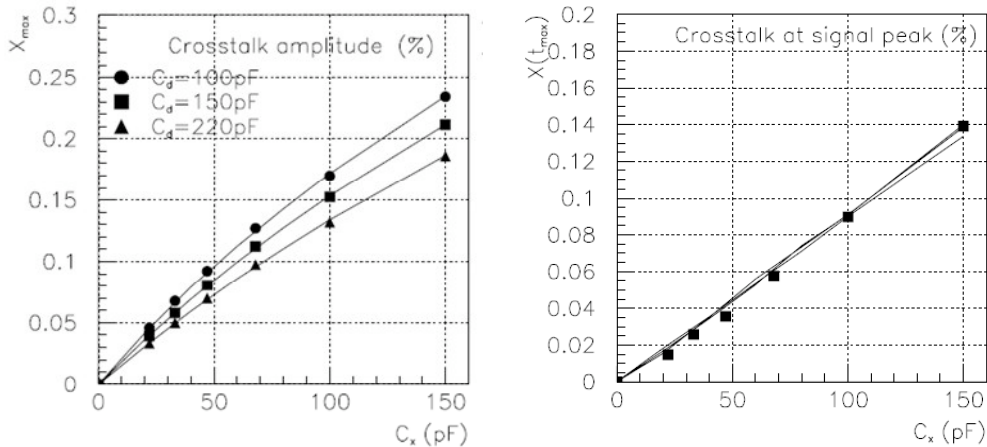 X_max
Crosstalk amplitude (%)
C_d=100pF
C_d=150pF
C_d=220pF
0.3
0.25
0.2
0.15
0.1
0.05
0
0 50 100 150
C_x (pF)
X(t_max)
Crosstalk at signal peak (%)
0.2
0.18
0.16
0.14
0.12
0.1
0.08
0.06
0.04
0.02
0
0 50 100 150
C_x (pF)